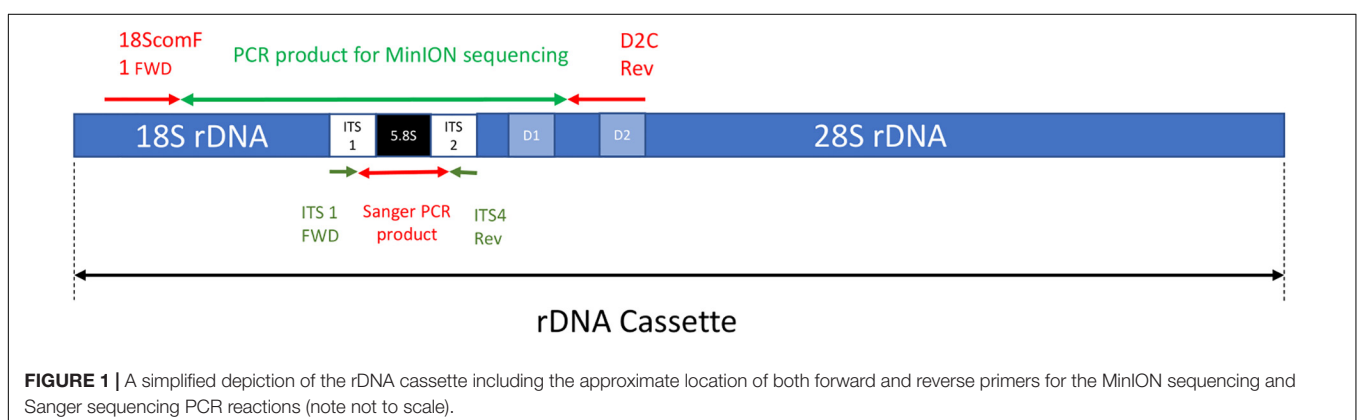 18ScomF
1 FWD
PCR product for MinION sequencing
D2C
Rev
18S rDNA
ITS
1
5.8S
ITS
2
D1
D2
28S rDNA
ITS 1
FWD
Sanger PCR
product
ITS4
Rev
rDNA Cassette
FIGURE 1 | A simplified depiction of the rDNA cassette including the approximate location of both forward and reverse primers for the MinION sequencing and
Sanger sequencing PCR reactions (note not to scale).